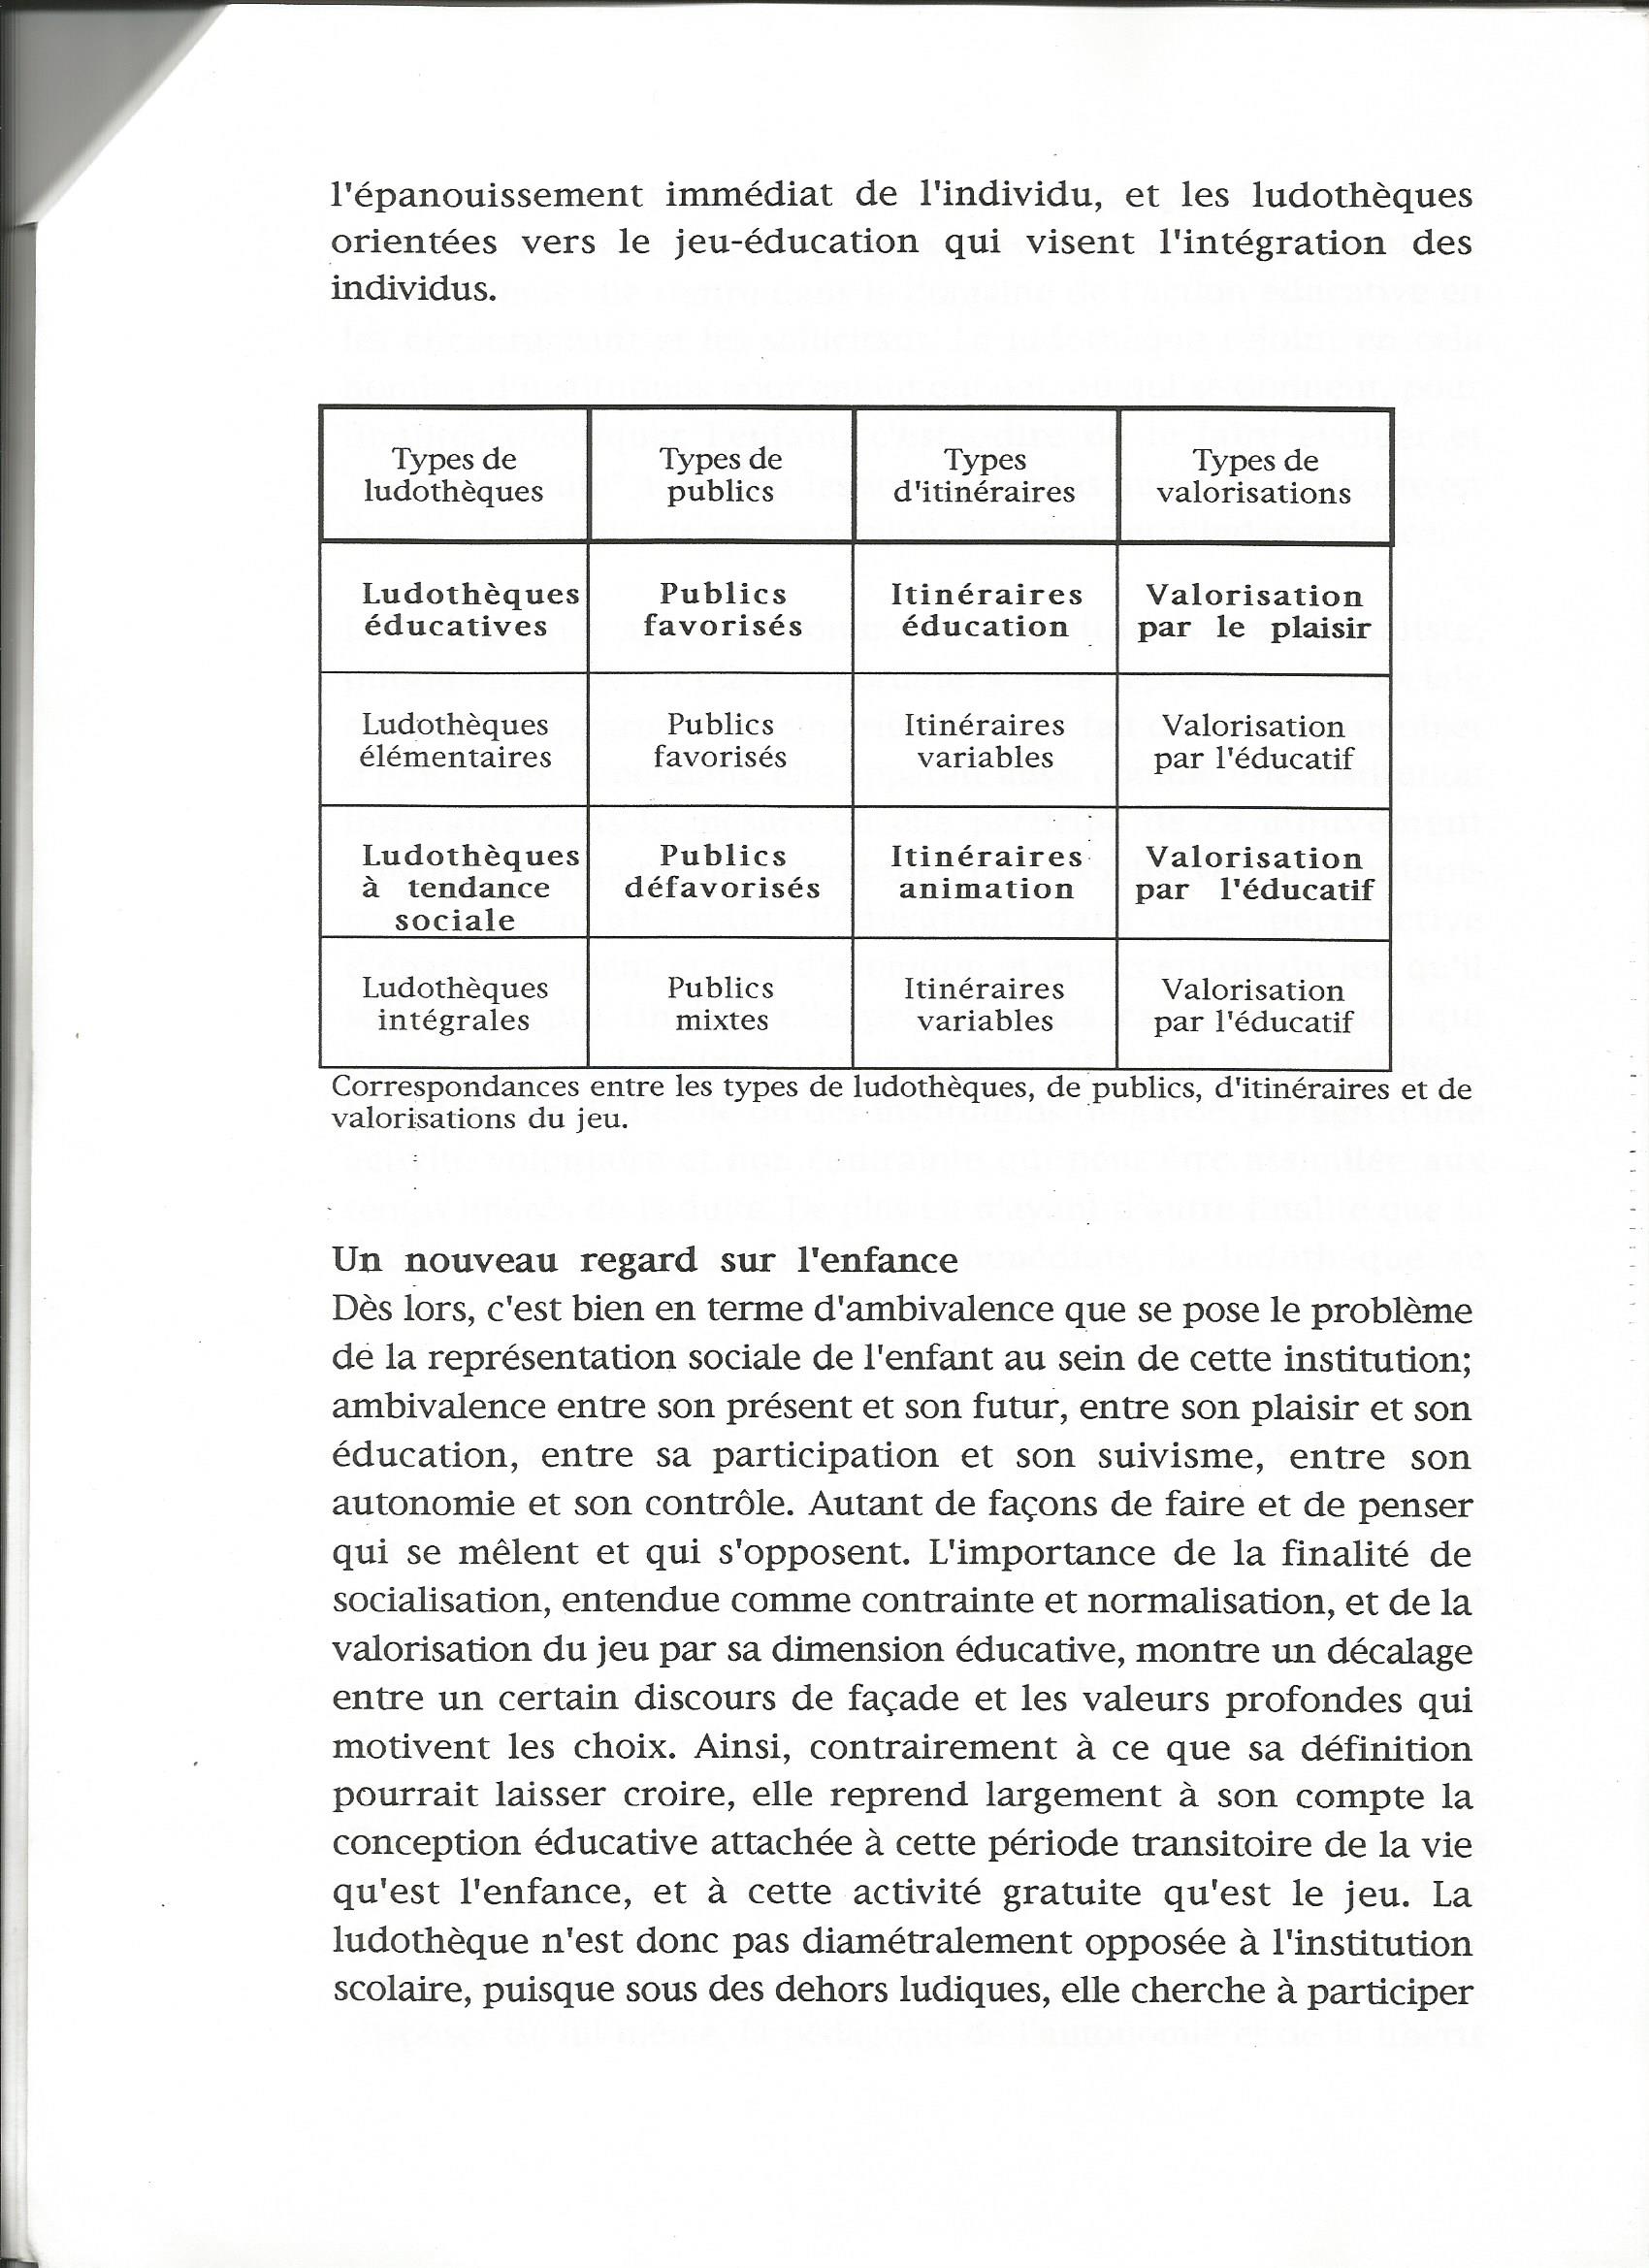 l'épanouissement immédiat de l'individu, et les ludothèques
orientées vers le jeu-éducation qui visent l'intégration des
individus.
Types de
ludothèques
Types de
publics
Types
d'itinéraires
Types de
valorisations
Ludothèques
éducatives
Publics
favorisés
Itinéraires
éducation
Valorisation
par le plaisir
Ludothèques
élémentaires
Publics
favorisés
Itinéraires
variables
Valorisation
par l'éducatif
Ludothèques
à tendance
sociale
Publics
défavorisés
Itinéraires
animation
Valorisation
par l'éducatif
Ludothèques
intégrales
Publics
mixtes
Itinéraires
variables
Valorisation
par l'éducatif
Correspondances entre les types de ludothèques, de publics, d'itinéraires et de
valorisations du jeu.
Un nouveau regard sur l'enfance
Dès lors, c'est bien en terme d'ambivalence que se pose le problème
de la représentation sociale de l'enfant au sein de cette institution;
ambivalence entre son présent et son futur, entre son plaisir et son
éducation, entre sa participation et son suivisme, entre son
autonomie et son contrôle. Autant de façons de faire et de penser
qui se mêlent et qui s'opposent. L'importance de la finalité de
socialisation, entendue comme contrainte et normalisation, et de la
valorisation du jeu par sa dimension éducative, montre un décalage
entre un certain discours de façade et les valeurs profondes qui
motivent les choix. Ainsi, contrairement à ce que sa définition
pourrait laisser croire, elle reprend largement à son compte la
conception éducative attachée à cette période transitoire de la vie
qu'est l'enfance, et à cette activité gratuite qu'est le jeu. La
ludothèque n'est donc pas diamétralement opposée à l'institution
scolaire, puisque sous des dehors ludiques, elle cherche à participer